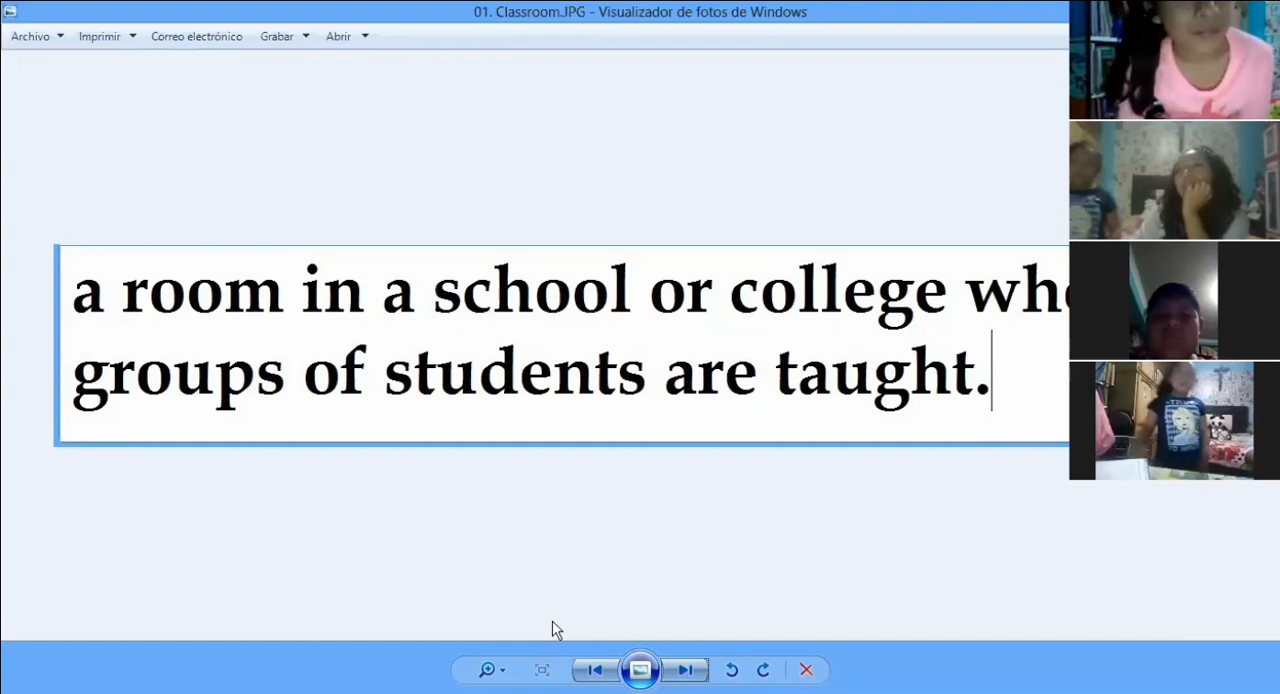 01. Classroom.JPG - Visualizador de fotos de Windows
Archivo Imprimir Correo electrónico Grabar Abrir
a room in a school or college
groups of students are taught.